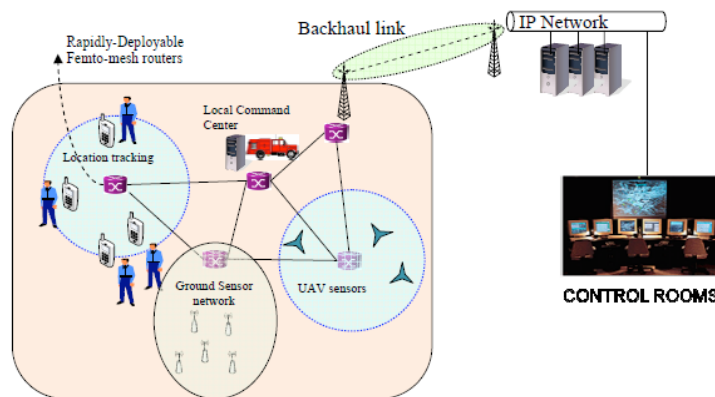 Backhaul link
IP Network
Rapidly-Deployable
Femto-mesh routers
Local Command
Center
Location tracking
Ground Sensor
network
UAV sensors
CONTROL ROOMS